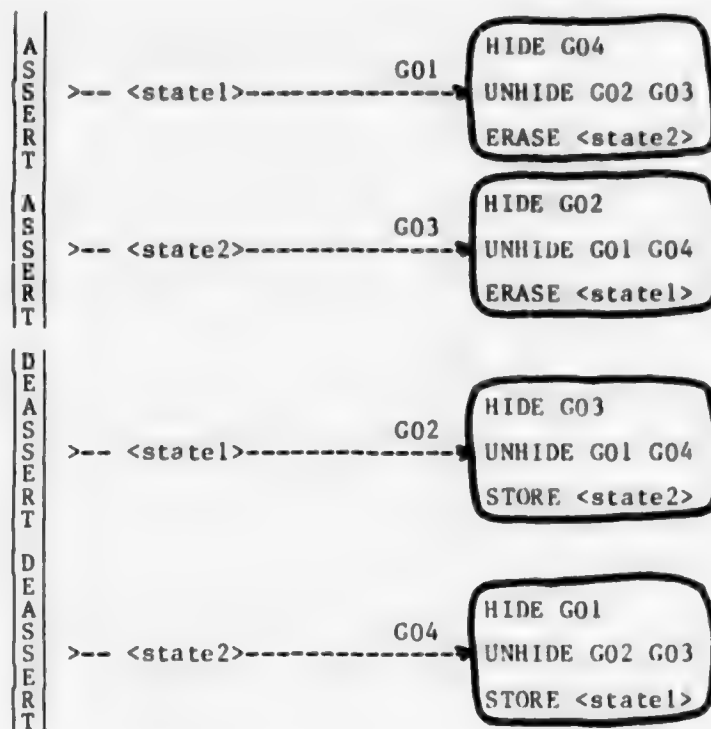 ASSERT
G01
>-- <state1>----------------
HIDE G04
UNHIDE G02 G03
ERASE <state2>
ASSERT
G03
>-- <state2>----------------
HIDE G02
UNHIDE G01 G04
ERASE <state1>
DEASSERT
G02
>-- <state1>----------------
HIDE G03
UNHIDE G01 G04
STORE <state2>
DEASSERT
G04
>-- <state2>----------------
HIDE G01
UNHIDE G02 G03
STORE <state1>